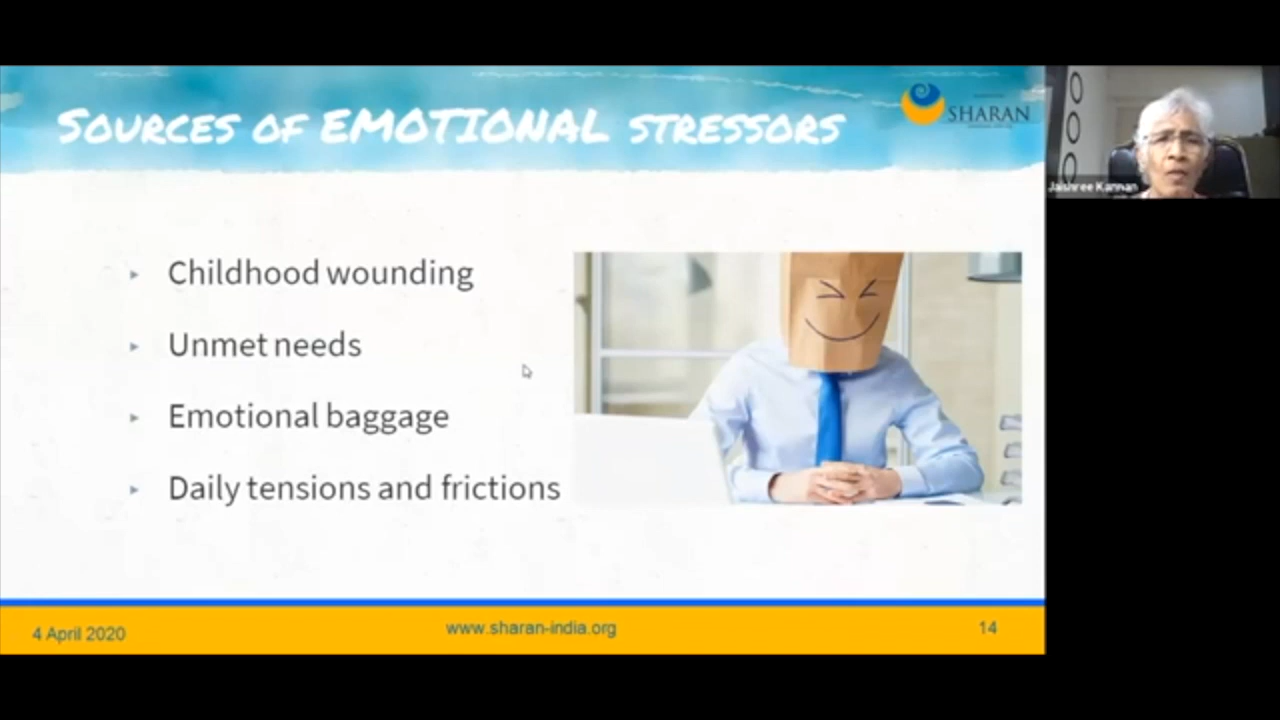 SOURCES OF EMOTIONAL STRESSORS
SHARAN
Jaishree Kannan
▸ Childhood wounding
▸ Unmet needs
▸ Emotional baggage
▸ Daily tensions and frictions
4 April 2020
www.sharan-india.org
14